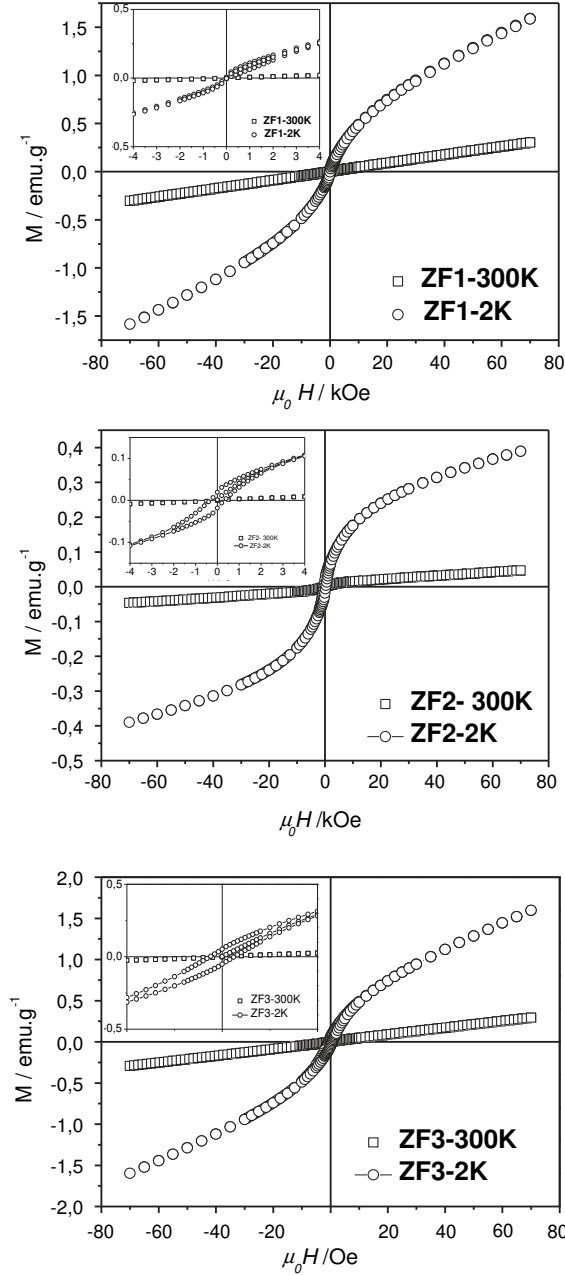 1,5
1,0
0,5
0,0
-0,5
-1,0
-1,5
M / emu.g⁻¹
-80 -60 -40 -20 0 20 40 60 80
μ₀ H / kOe
0,5
0,0
0,5
-4 -3 -2 -1 0 1 2 3 4
ZF1-300K
ZF1-2K
ZF1-300K
ZF1-2K
0,4
0,3
0,2
0,1
0,0
-0,1
-0,2
-0,3
-0,4
-0,5
M / emu.g⁻¹
-80 -60 -40 -20 0 20 40 60 80
μ₀H /kOe
0.1
0.0
-0.1
-4 -3 -2 -1 0 1 2 3 4
ZF2- 300K
ZF2-2K
ZF2- 300K
ZF2-2K
2,0
1,5
1,0
0,5
0,0
-0,5
-1,0
-1,5
-2,0
M / emu.g⁻¹
-80 -60 -40 -20 0 20 40 60 80
μ₀H /Oe
0,5
0,0
-0,5
ZF3-300K
ZF3-2K
ZF3-300K
ZF3-2K